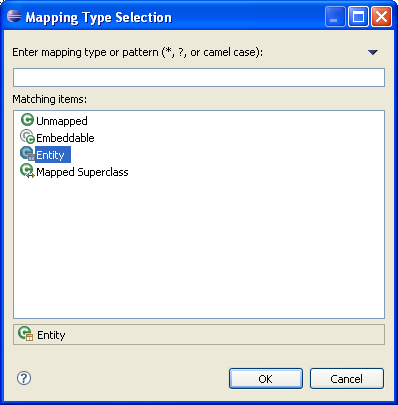 Mapping Type Selection
Enter mapping type or pattern (*, ?, or camel case):
Matching items:
Unmapped
Embeddable
Entity
Mapped Superclass
Entity
OK
Cancel